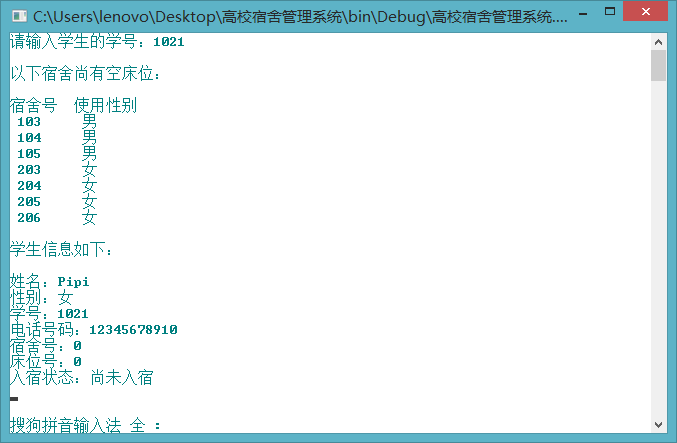 C:\Users\lenovo\Desktop\高校宿舍管理系统\bin\Debug\高校宿舍管理系统....
请输入学生的学号：1021
以下宿舍尚有空床位：
宿舍号 使用性别
103 男
104 男
105 男
203 女
204 女
205 女
206 女
学生信息如下：
姓名：Pipi
性别：女
学号：1021
电话号码：12345678910
宿舍号：0
床位号：0
入宿状态：尚未入宿
搜狗拼音输入法 全 ：